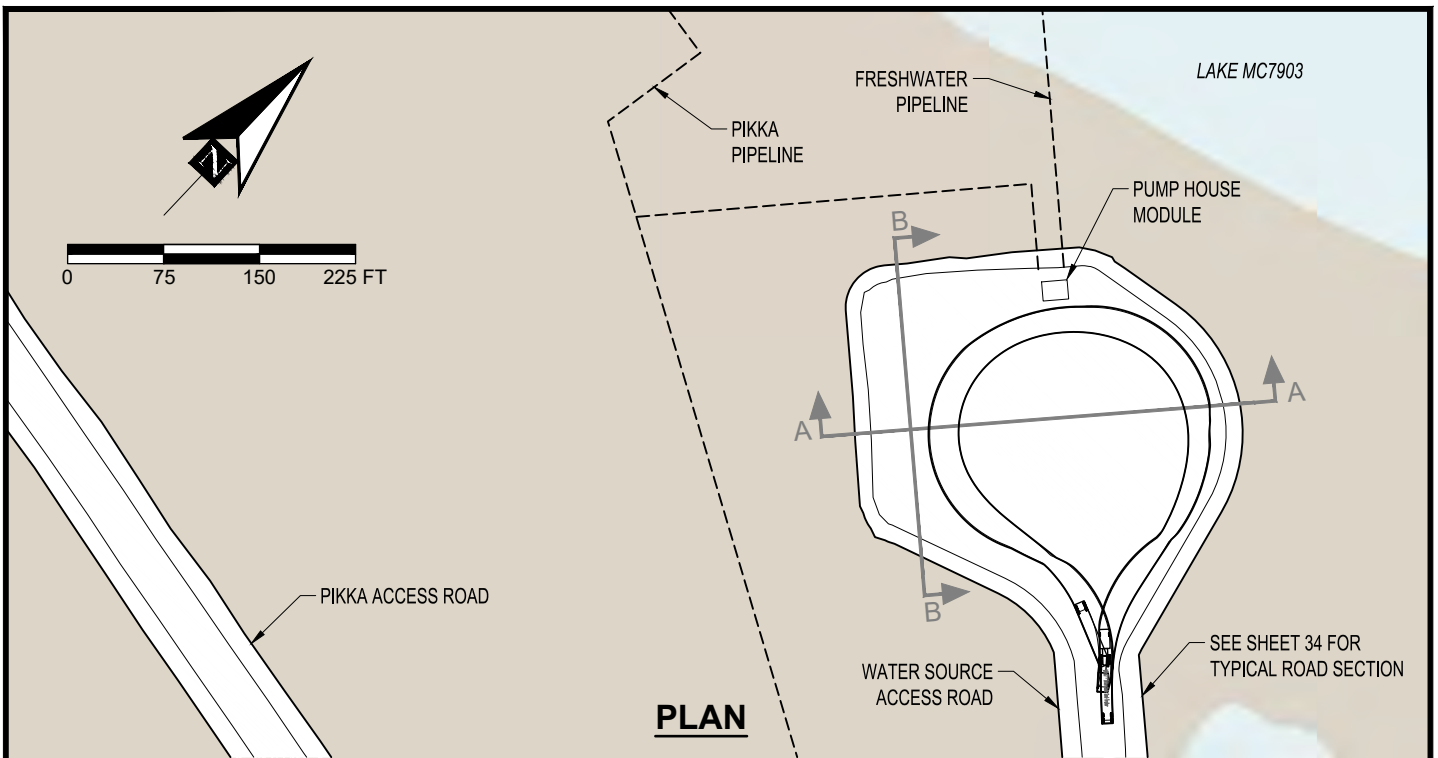 LAKE MC7903
FRESHWATER
PIPELINE
PIKKA
PIPELINE
PUMP HOUSE
MODULE
N
0 75 150 225 FT
B
A
A
B
PIKKA ACCESS ROAD
SEE SHEET 34 FOR
TYPICAL ROAD SECTION
WATER SOURCE
ACCESS ROAD
PLAN